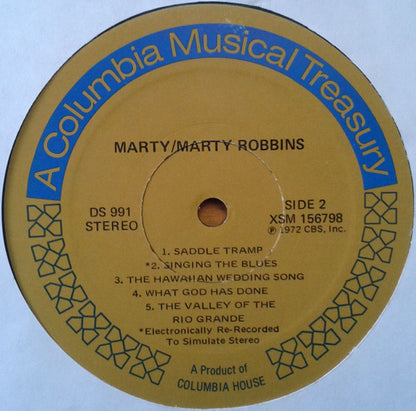 A Columbia Musical Treasury
MARTY/MARTY ROBBINS
DS 991
STEREO
SIDE 2
XSM 156798
℗ 1972 CBS, Inc.
1. SADDLE TRAMP
*2. SINGING THE BLUES
3. THE HAWAIIAN WEDDING SONG
4. WHAT GOD HAS DONE
5. THE VALLEY OF THE
RIO GRANDE
*Electronically Re-Recorded
To Simulate Stereo
A Product of
COLUMBIA HOUSE